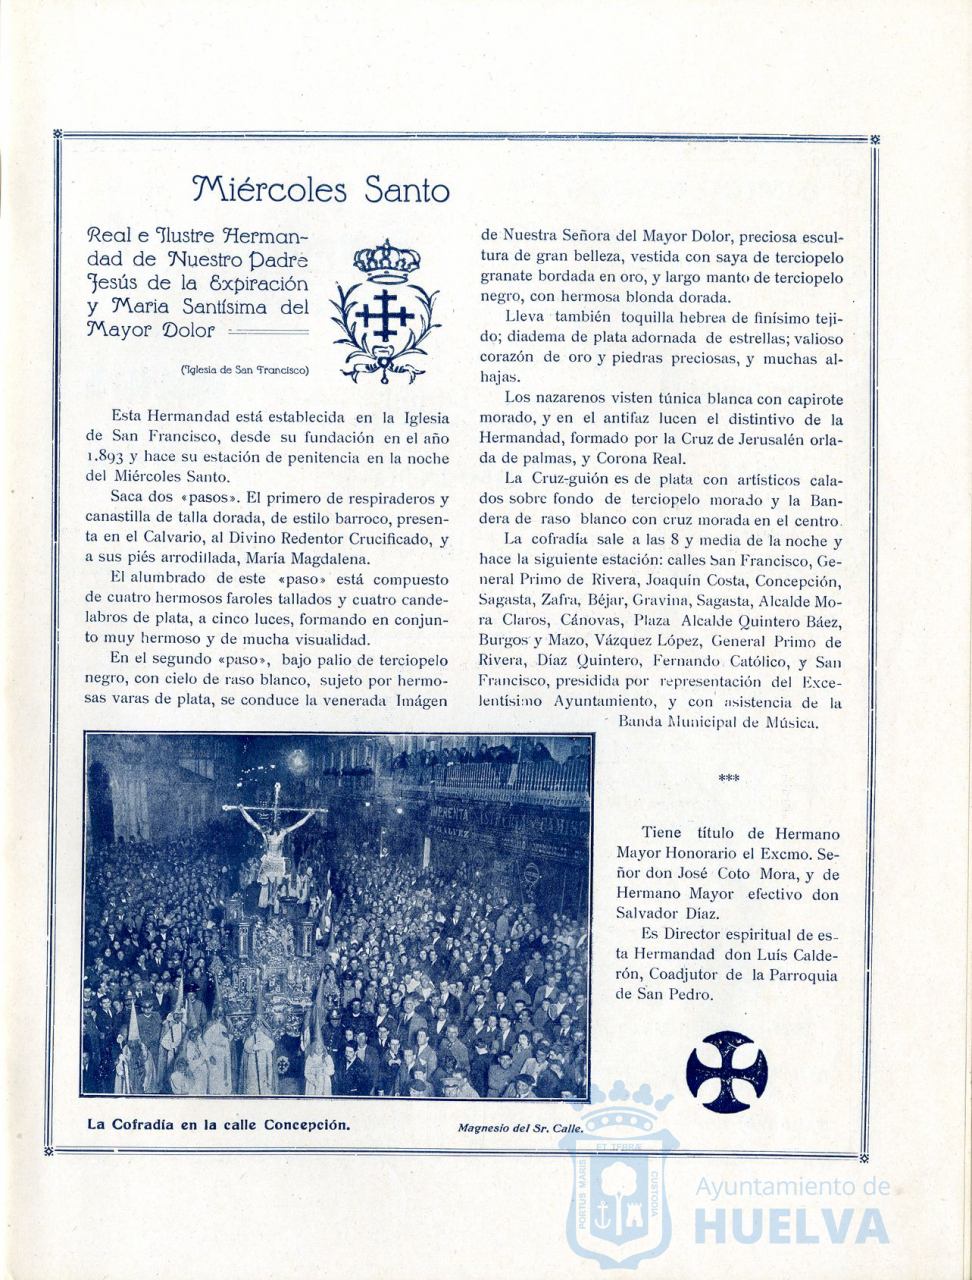 Miércoles Santo
Real e Ilustre Herman-
dad de Nuestro Padre
Jesús de la Expiración
y Maria Santísima del
Mayor Dolor
(Iglesia de San Francisco)
Esta Hermandad está establecida en la Iglesia
de San Francisco, desde su fundación en el año
1.893 y hace su estación de penitencia en la noche
del Miércoles Santo.
Saca dos «pasos». El primero de respiraderos y
canastilla de talla dorada, de estilo barroco, presen-
ta en el Calvario, al Divino Redentor Crucificado, y
a sus piés arrodillada, María Magdalena.
El alumbrado de este «paso» está compuesto
de cuatro hermosos faroles tallados y cuatro cande-
labros de plata, a cinco luces, formando en conjun-
to muy hermoso y de mucha visualidad.
En el segundo «paso», bajo palio de terciopelo
negro, con cielo de raso blanco, sujeto por hermo-
sas varas de plata, se conduce la venerada Imágen
de Nuestra Señora del Mayor Dolor, preciosa escul-
tura de gran belleza, vestida con saya de terciopelo
granate bordada en oro, y largo manto de terciopelo
negro, con hermosa blonda dorada.
Lleva también toquilla hebrea de finísimo teji-
do; diadema de plata adornada de estrellas; valioso
corazón de oro y piedras preciosas, y muchas al-
hajas.
Los nazarenos visten túnica blanca con capirote
morado, y en el antifaz lucen el distintivo de la
Hermandad, formado por la Cruz de Jerusalén orla-
da de palmas, y Corona Real.
La Cruz-guión es de plata con artísticos cala-
dos sobre fondo de terciopelo morado y la Ban-
dera de raso blanco con cruz morada en el centro.
La cofradía sale a las 8 y media de la noche y
hace la siguiente estación: calles San Francisco, Ge-
neral Primo de Rivera, Joaquín Costa, Concepción,
Sagasta, Zafra, Béjar, Gravina, Sagasta, Alcalde Mo-
ra Claros, Cánovas, Plaza Alcalde Quintero Báez,
Burgos y Mazo, Vázquez López, General Primo de
Rivera, Díaz Quintero, Fernando Católico, y San
Francisco, presidida por representación del Exce-
lentísimo Ayuntamiento, y con asistencia de la
Banda Municipal de Música.
***
Tiene título de Hermano
Mayor Honorario el Excmo. Se-
ñor don José Coto Mora, y de
Hermano Mayor efectivo don
Salvador Díaz.
Es Director espiritual de es-
ta Hermandad don Luís Calde-
rón, Coadjutor de la Parroquia
de San Pedro.
IMPRENTA
La Cofradía en la calle Concepción.
Magnesio del Sr. Calle.
ET TERRÆ
PORTUS MARIS
CUSTODIA
Ayuntamiento de
HUELVA